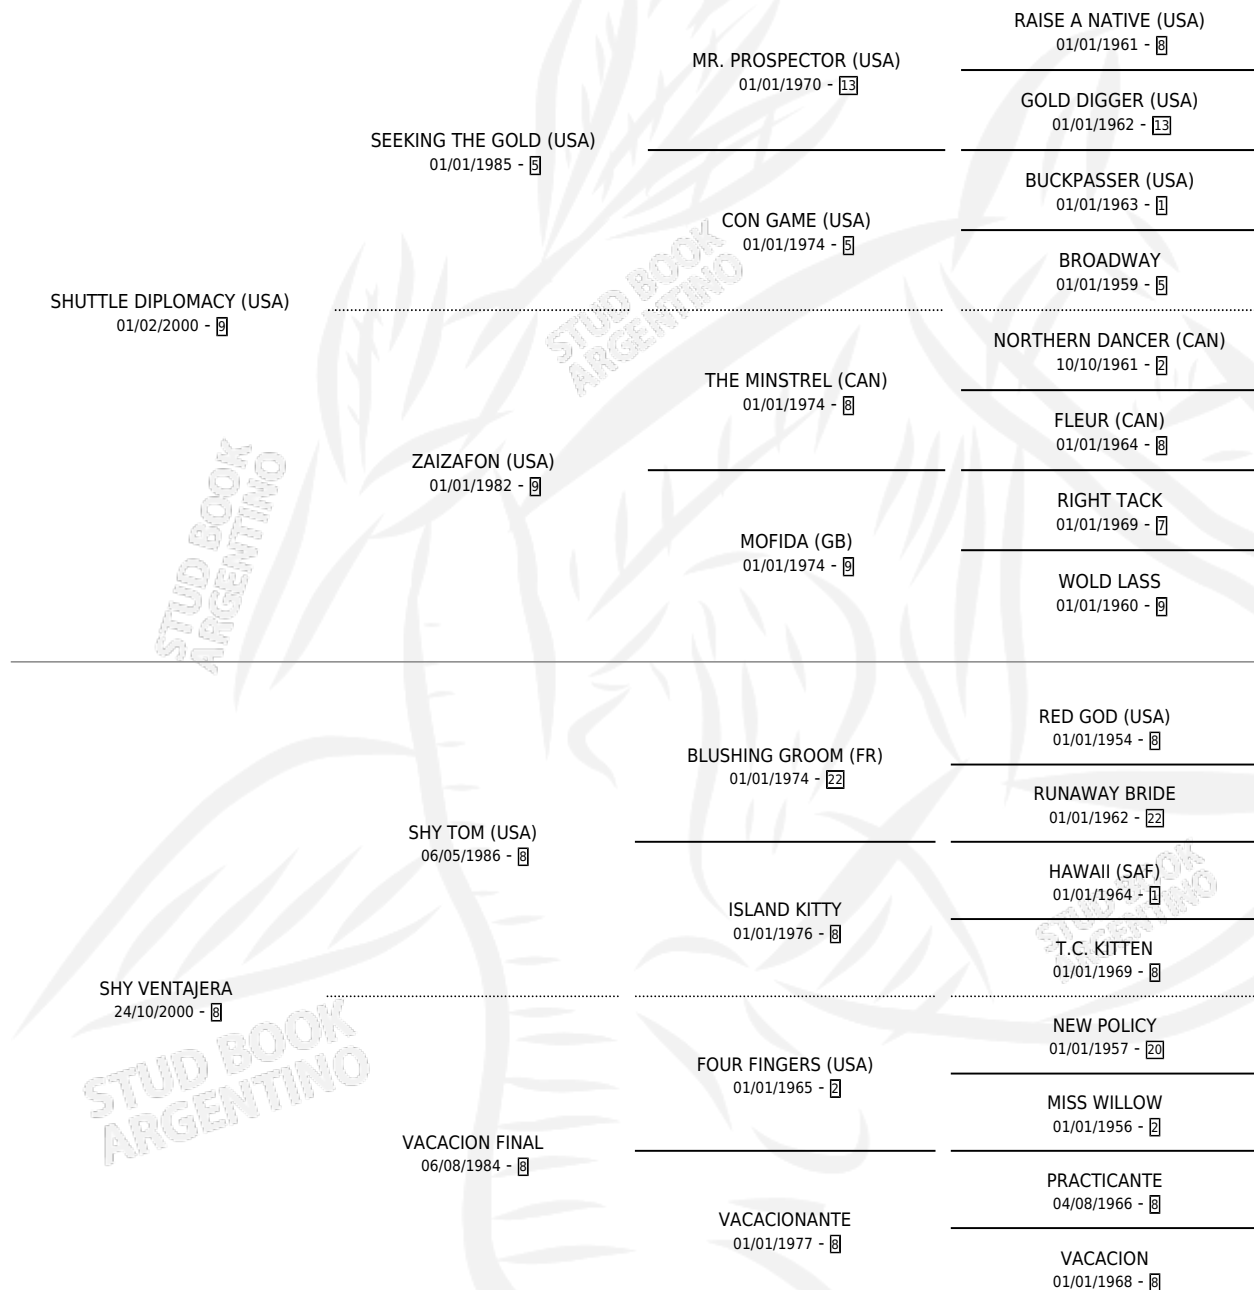 RAISE A NATIVE (USA)
01/01/1961 - 8
MR. PROSPECTOR (USA)
01/01/1970 - 13
GOLD DIGGER (USA)
01/01/1962 - 13
SEEKING THE GOLD (USA)
01/01/1985 - 5
BUCKPASSER (USA)
01/01/1963 - 1
CON GAME (USA)
01/01/1974 - 5
BROADWAY
01/01/1959 - 5
STUD BOOK
ARGENTINO
SHUTTLE DIPLOMACY (USA)
01/02/2000 - 9
NORTHERN DANCER (CAN)
10/10/1961 - 2
THE MINSTREL (CAN)
01/01/1974 - 8
FLEUR (CAN)
01/01/1964 - 8
ZAIZAFON (USA)
01/01/1982 - 9
RIGHT TACK
01/01/1969 - 7
MOFIDA (GB)
01/01/1974 - 9
WOLD LASS
01/01/1960 - 9
STUD BOOK
ARGENTINO
RED GOD (USA)
01/01/1954 - 8
BLUSHING GROOM (FR)
01/01/1974 - 22
RUNAWAY BRIDE
01/01/1962 - 22
SHY TOM (USA)
06/05/1986 - 8
HAWAII (SAF)
01/01/1964 - 1
ISLAND KITTY
01/01/1976 - 8
T.C. KITTEN
01/01/1969 - 8
STUD BOOK
ARGENTINO
SHY VENTAJERA
24/10/2000 - 8
NEW POLICY
01/01/1957 - 20
FOUR FINGERS (USA)
01/01/1965 - 2
MISS WILLOW
01/01/1956 - 2
VACACION FINAL
06/08/1984 - 8
PRACTICANTE
04/08/1966 - 8
VACACIONANTE
01/01/1977 - 8
VACACION
01/01/1968 - 8
STUD BOOK
ARGENTINO